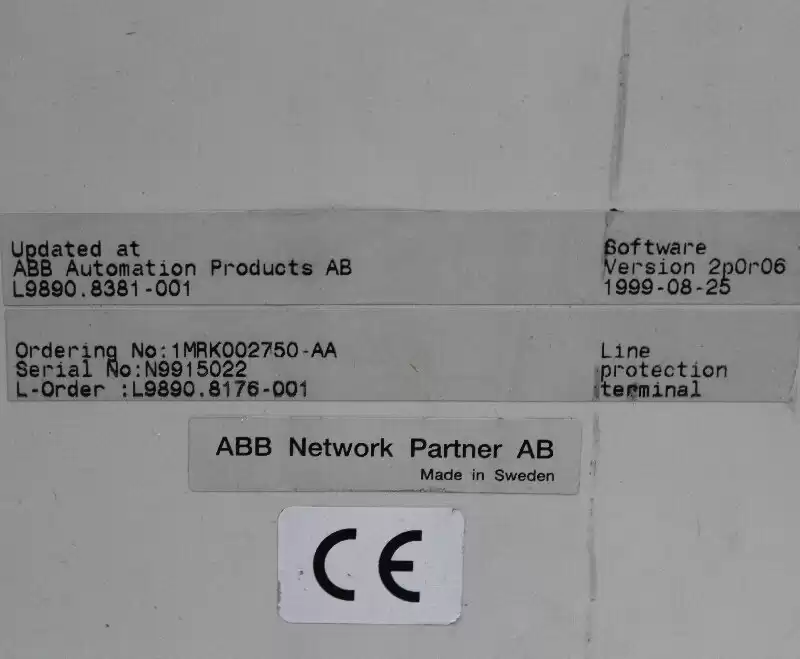 Updated at
ABB Automation Products AB
L9890.8381-001
Software
Version 2p0r06
1999-08-25
Ordering No:1MRK002750-AA
Serial No:N9915022
L-Order :L9890.8176-001
Line
protection
terminal
ABB Network Partner AB
Made in Sweden
CE